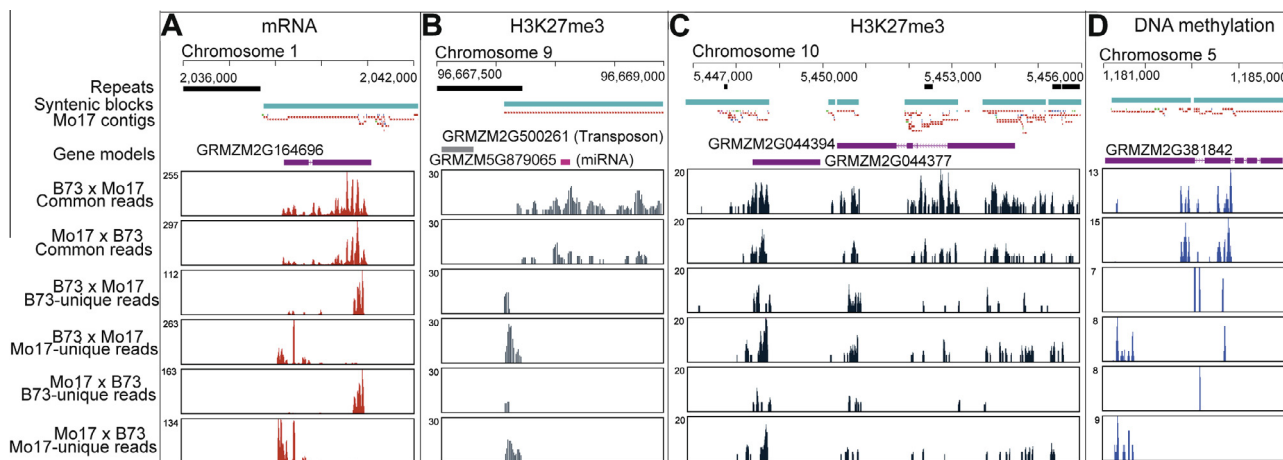 A mRNA
Chromosome 1
2,036,000 2,042,000
B H3K27me3
Chromosome 9
96,667,500 96,669,000
C H3K27me3
Chromosome 10
5,447,000 5,450,000 5,453,000 5,456,000
D DNA methylation
Chromosome 5
1,181,000 1,185,000
Repeats
Syntenic blocks
Mo17 contigs
Gene models
GRMZM2G164696
GRMZM2G500261 (Transposon)
GRMZM5G879065 (miRNA)
GRMZM2G044394
GRMZM2G044377
GRMZM2G381842
B73 x Mo17
Common reads
255 30 20 13
Mo17 x B73
Common reads
297 30 20 15
B73 x Mo17
B73-unique reads
112 30 20 7
B73 x Mo17
Mo17-unique reads
263 30 20 8
Mo17 x B73
B73-unique reads
163 30 20 8
Mo17 x B73
Mo17-unique reads
134 30 20 9